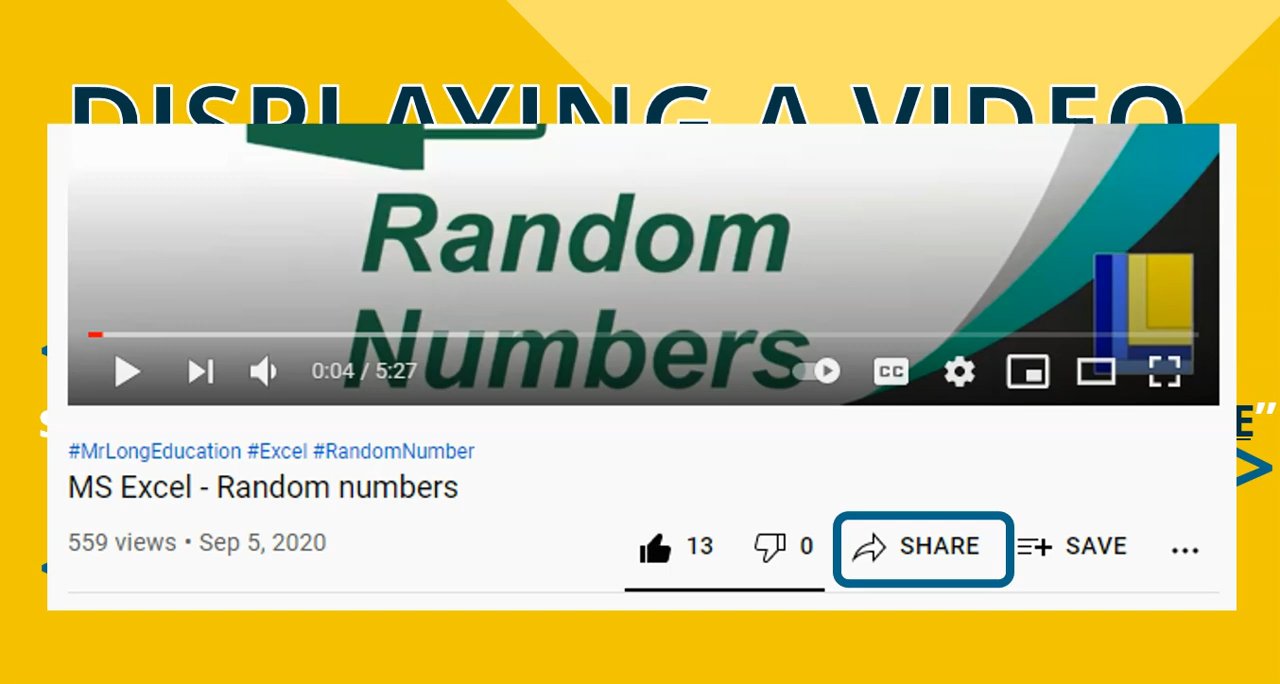 DISPLAYING A VIDEO
Random
Numbers
0:04 / 5:27
CC
E”
>
#MrLongEducation #Excel #RandomNumber
MS Excel - Random numbers
559 views • Sep 5, 2020
13 0 SHARE SAVE ...